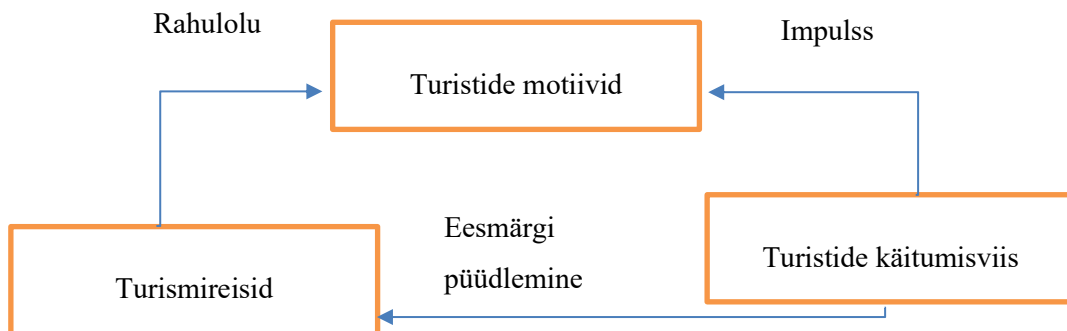 Rahulolu
Impulss
Turistide motiivid
Eesmärgi
püüdlemine
Turistide käitumisviis
Turismireisid